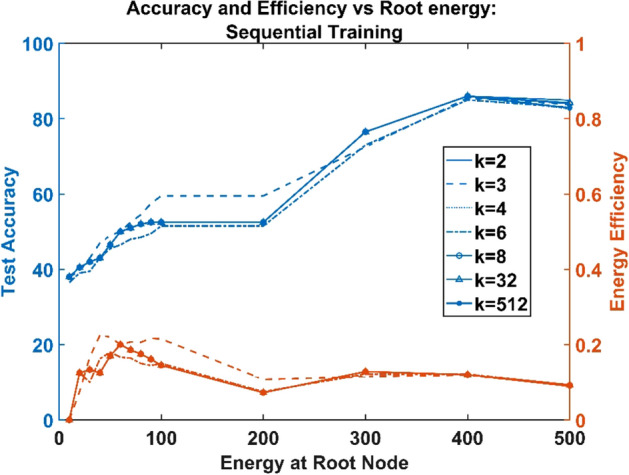 Accuracy and Efficiency vs Root energy:
Sequential Training
100
80
60
40
20
0
Test Accuracy
1
0.8
0.6
0.4
0.2
0
Energy Efficiency
k=2
k=3
k=4
k=6
k=8
k=32
k=512
0 100 200 300 400 500
Energy at Root Node